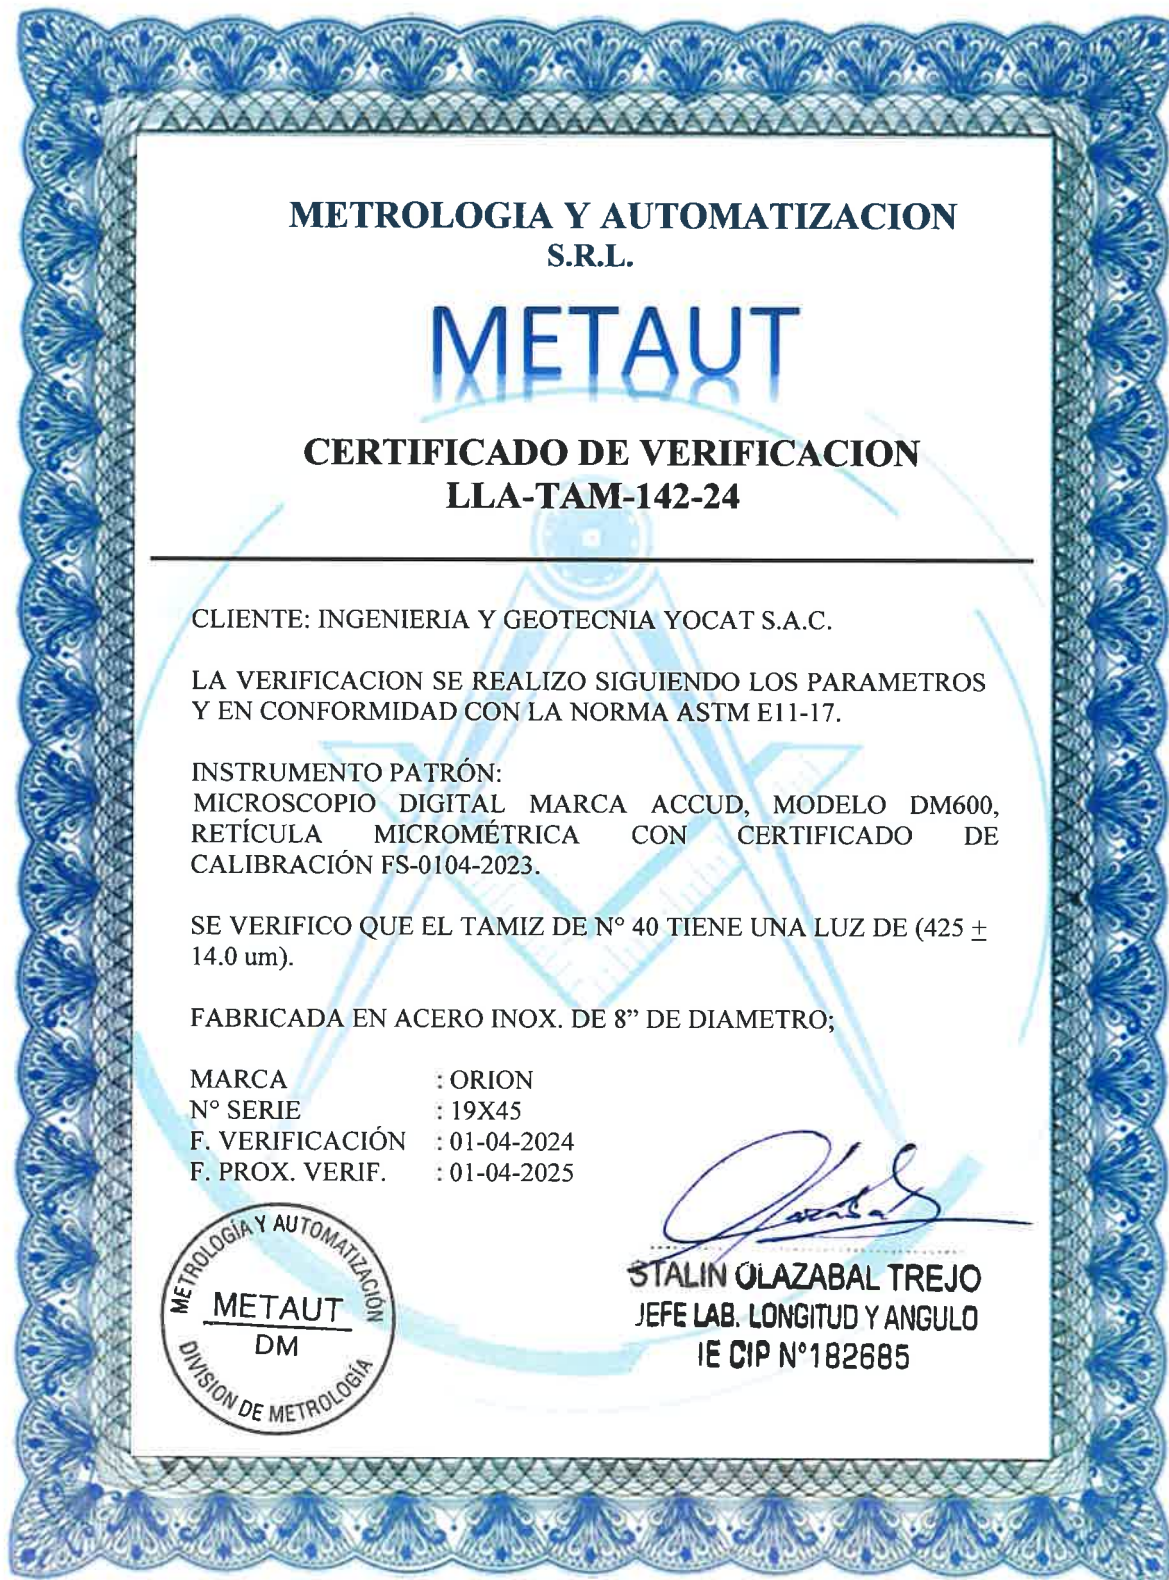 METROLOGIA Y AUTOMATIZACION
S.R.L.
METAUT
CERTIFICADO DE VERIFICACION
LLA-TAM-142-24
CLIENTE: INGENIERIA Y GEOTECNIA YOCAT S.A.C.
LA VERIFICACION SE REALIZO SIGUIENDO LOS PARAMETROS
Y EN CONFORMIDAD CON LA NORMA ASTM E11-17.
INSTRUMENTO PATRÓN:
MICROSCOPIO DIGITAL MARCA ACCUD, MODELO DM600,
RETÍCULA MICROMÉTRICA CON CERTIFICADO DE
CALIBRACIÓN FS-0104-2023.
SE VERIFICO QUE EL TAMIZ DE N° 40 TIENE UNA LUZ DE (425 ±
14.0 um).
FABRICADA EN ACERO INOX. DE 8” DE DIAMETRO;
MARCA : ORION
N° SERIE : 19X45
F. VERIFICACIÓN : 01-04-2024
F. PROX. VERIF. : 01-04-2025
METROLOGÍA Y AUTOMATIZACIÓN
METAUT
DM
DIVISION DE METROLOGÍA
STALIN OLAZABAL TREJO
JEFE LAB. LONGITUD Y ANGULO
IE CIP N°182685